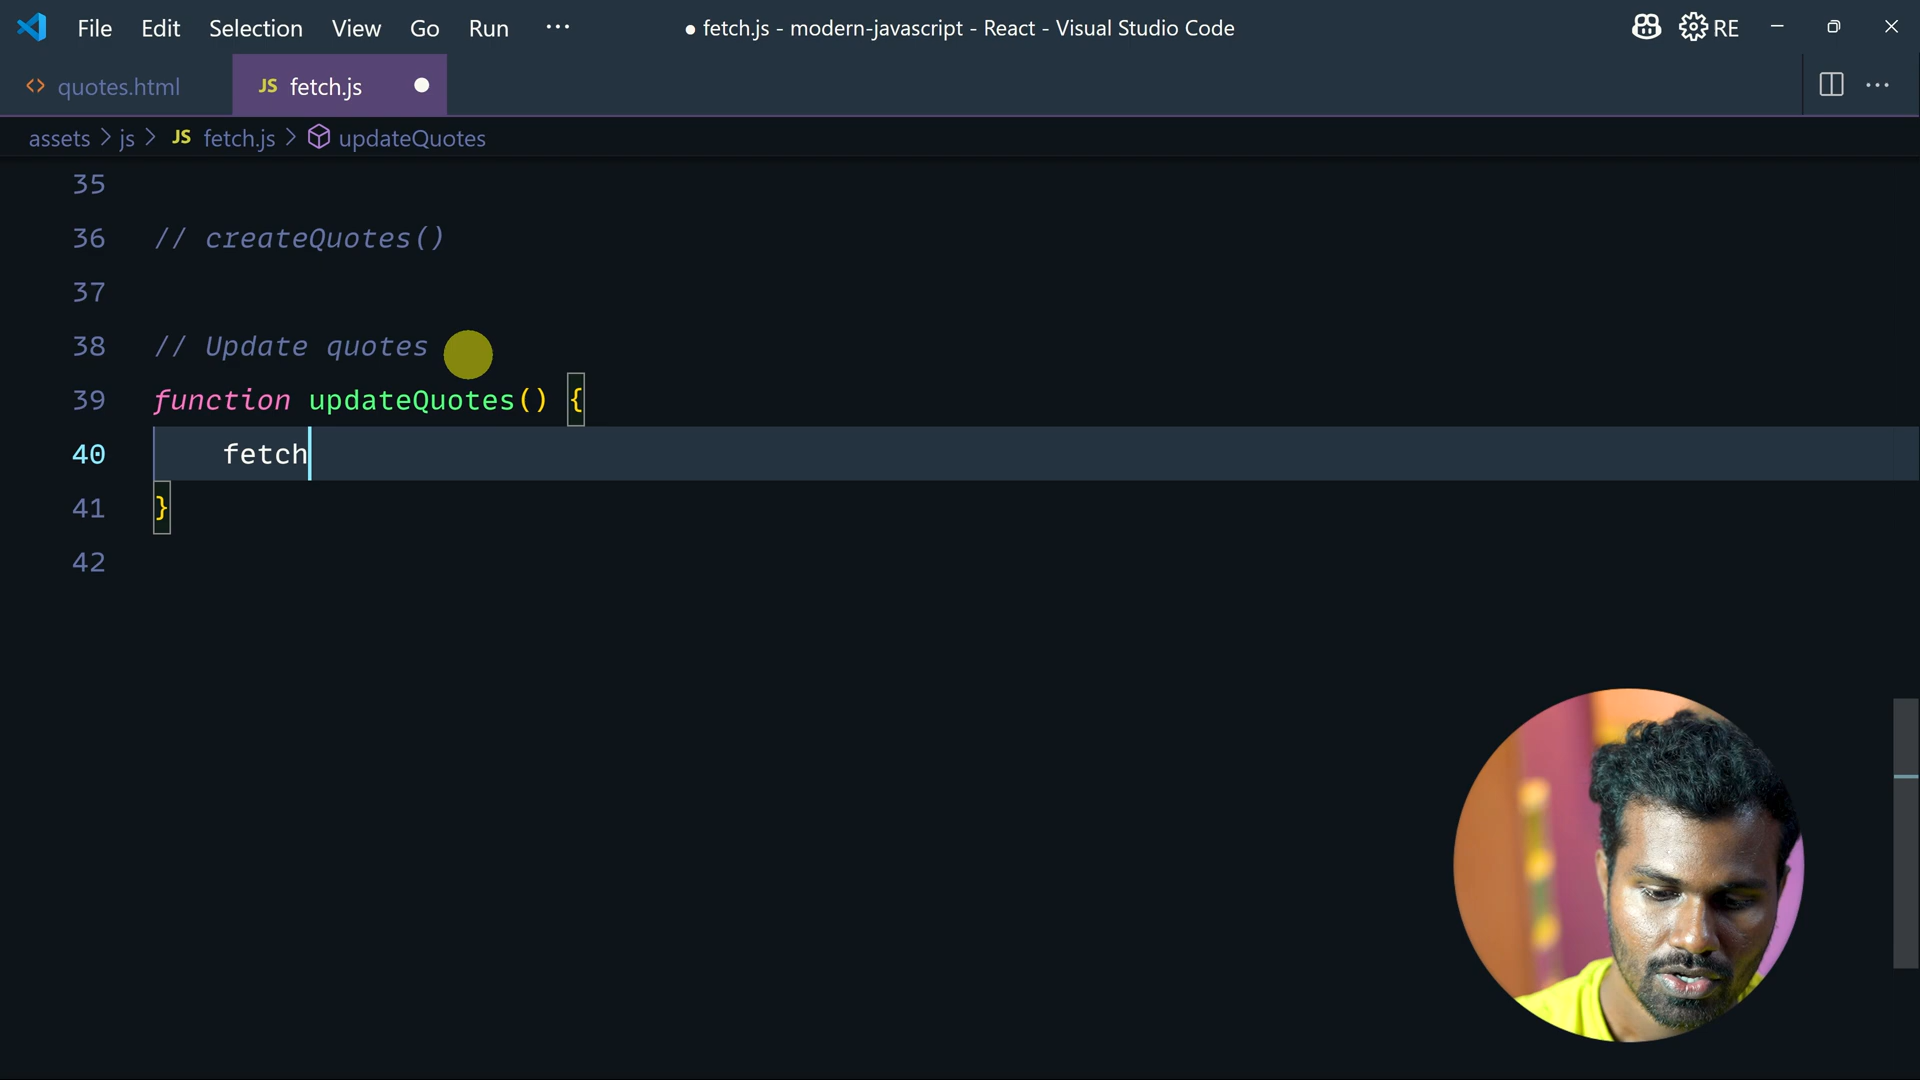 File Edit Selection View Go Run ···
● fetch.js - modern-javascript - React - Visual Studio Code
RE
<> quotes.html
JS fetch.js ●
assets > js > JS fetch.js > updateQuotes
35
36 // createQuotes()
37
38 // Update quotes
39 function updateQuotes() {
40 fetch
41 }
42